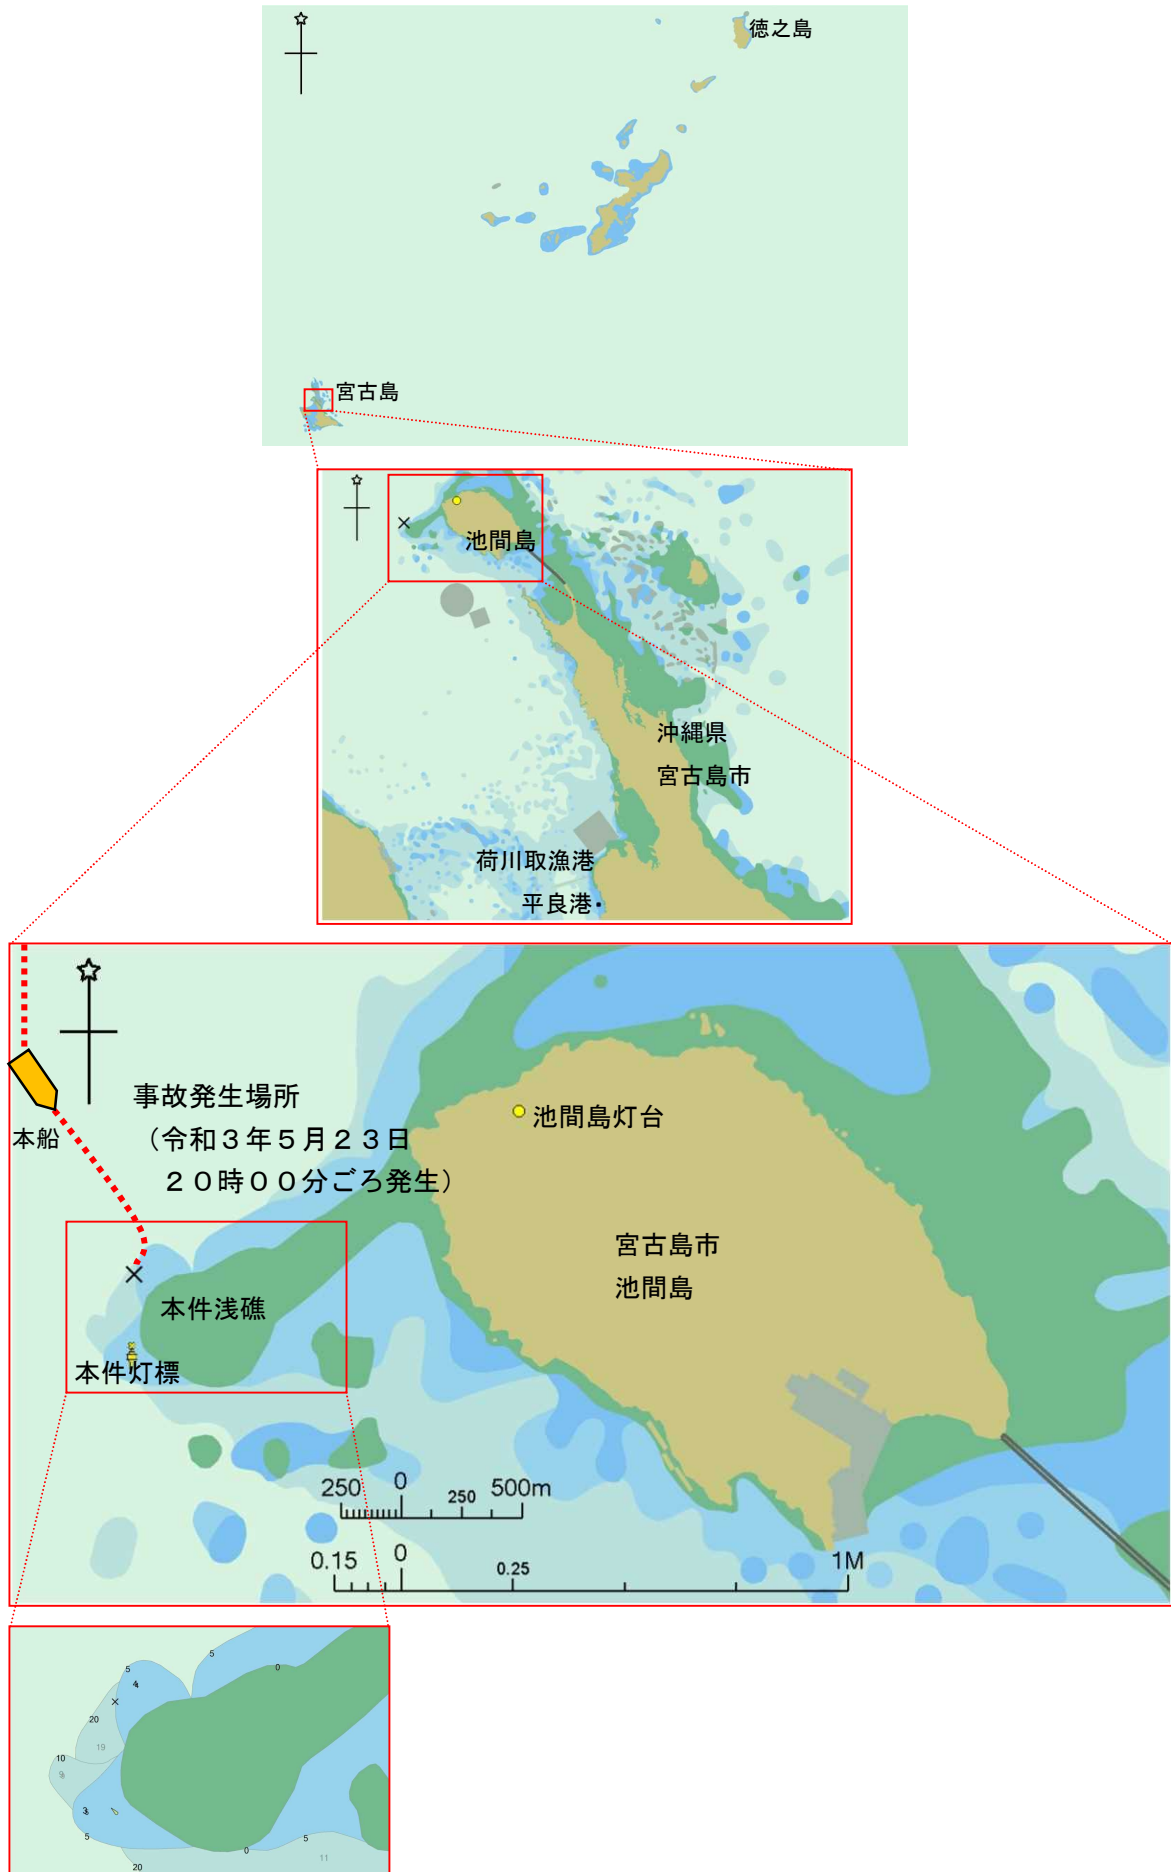 徳之島
宮古島
池間島
沖縄県
宮古島市
荷川取漁港
平良港
事故発生場所
（令和３年５月２３日
２０時００分ごろ発生）
本船
池間島灯台
宮古島市
池間島
本件浅礁
本件灯標
250 0 250 500m
0.15 0 0.25 1M
5
5
0
4
20
19
10
9
3
5
0
5
11
20